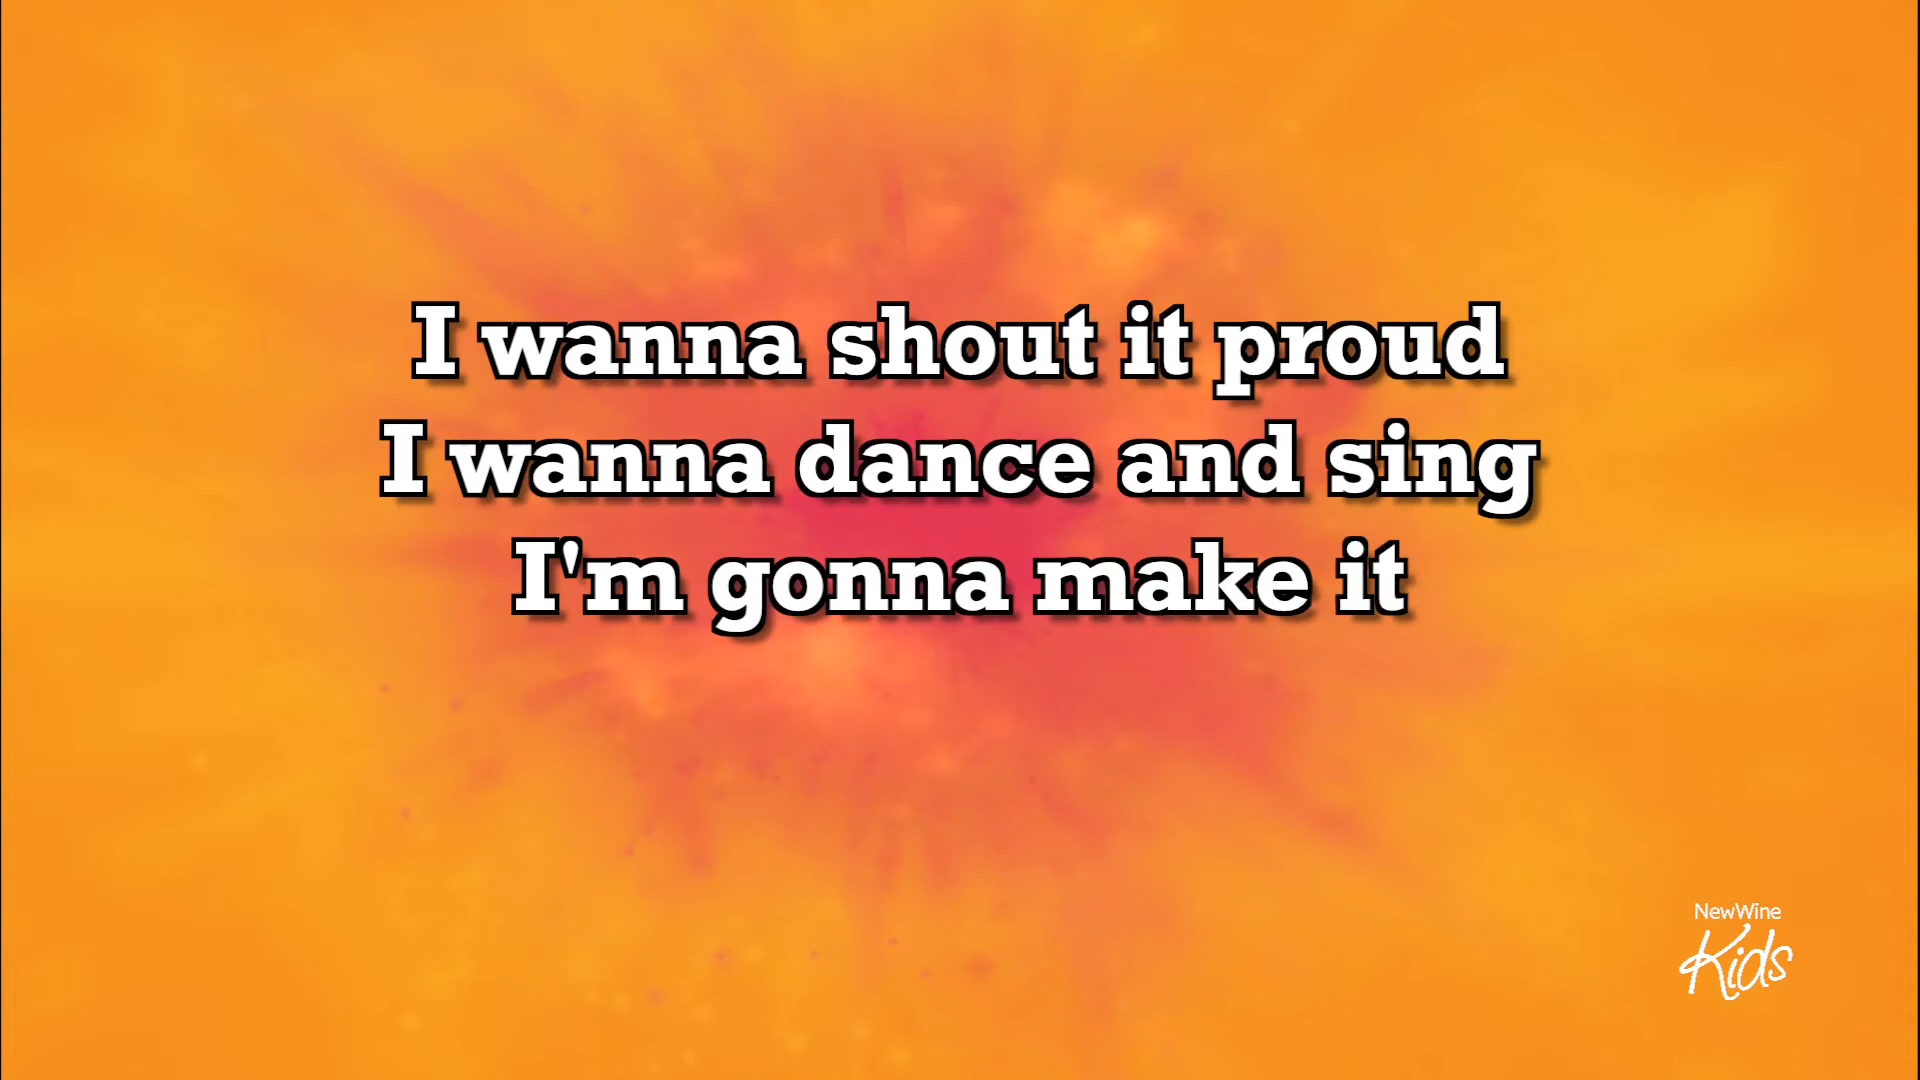 I wanna shout it proud
I wanna dance and sing
I'm gonna make it
NewWine
Kids